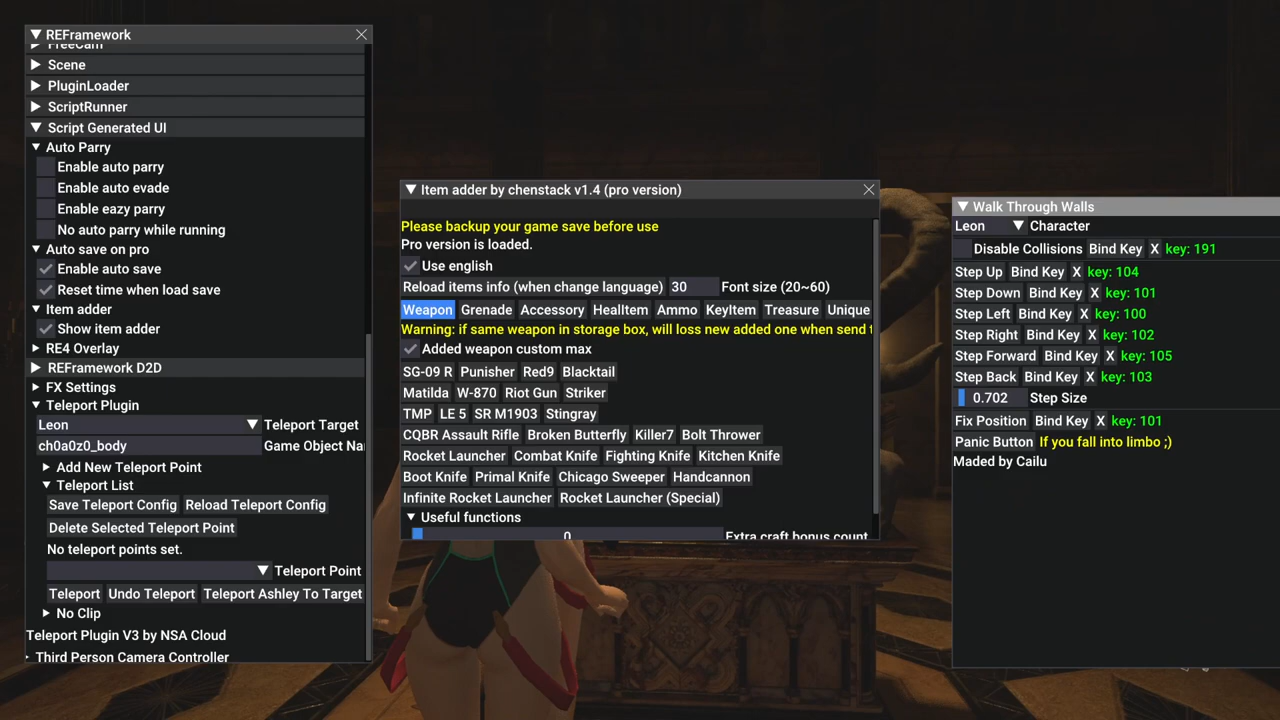 REFramework
FreeCam
Scene
PluginLoader
ScriptRunner
Script Generated UI
Auto Parry
Enable auto parry
Enable auto evade
Enable eazy parry
No auto parry while running
Auto save on pro
Enable auto save
Reset time when load save
Item adder
Show item adder
RE4 Overlay
REFramework D2D
FX Settings
Teleport Plugin
Leon Teleport Target
ch0a0z0_body Game Object Na
Add New Teleport Point
Teleport List
Save Teleport Config Reload Teleport Config
Delete Selected Teleport Point
No teleport points set.
Teleport Point
Teleport Undo Teleport Teleport Ashley To Target
No Clip
Teleport Plugin V3 by NSA Cloud
Third Person Camera Controller
Item adder by chenstack v1.4 (pro version)
Please backup your game save before use
Pro version is loaded.
Use english
Reload items info (when change language) 30 Font size (20~60)
Weapon Grenade Accessory HealItem Ammo KeyItem Treasure Unique
Warning: if same weapon in storage box, will loss new added one when send t
Added weapon custom max
SG-09 R Punisher Red9 Blacktail
Matilda W-870 Riot Gun Striker
TMP LE 5 SR M1903 Stingray
CQBR Assault Rifle Broken Butterfly Killer7 Bolt Thrower
Rocket Launcher Combat Knife Fighting Knife Kitchen Knife
Boot Knife Primal Knife Chicago Sweeper Handcannon
Infinite Rocket Launcher Rocket Launcher (Special)
Useful functions
0 Extra craft bonus count
Walk Through Walls
Leon Character
Disable Collisions Bind Key X key: 191
Step Up Bind Key X key: 104
Step Down Bind Key X key: 101
Step Left Bind Key X key: 100
Step Right Bind Key X key: 102
Step Forward Bind Key X key: 105
Step Back Bind Key X key: 103
0.702 Step Size
Fix Position Bind Key X key: 101
Panic Button If you fall into limbo ;)
Maded by Cailu